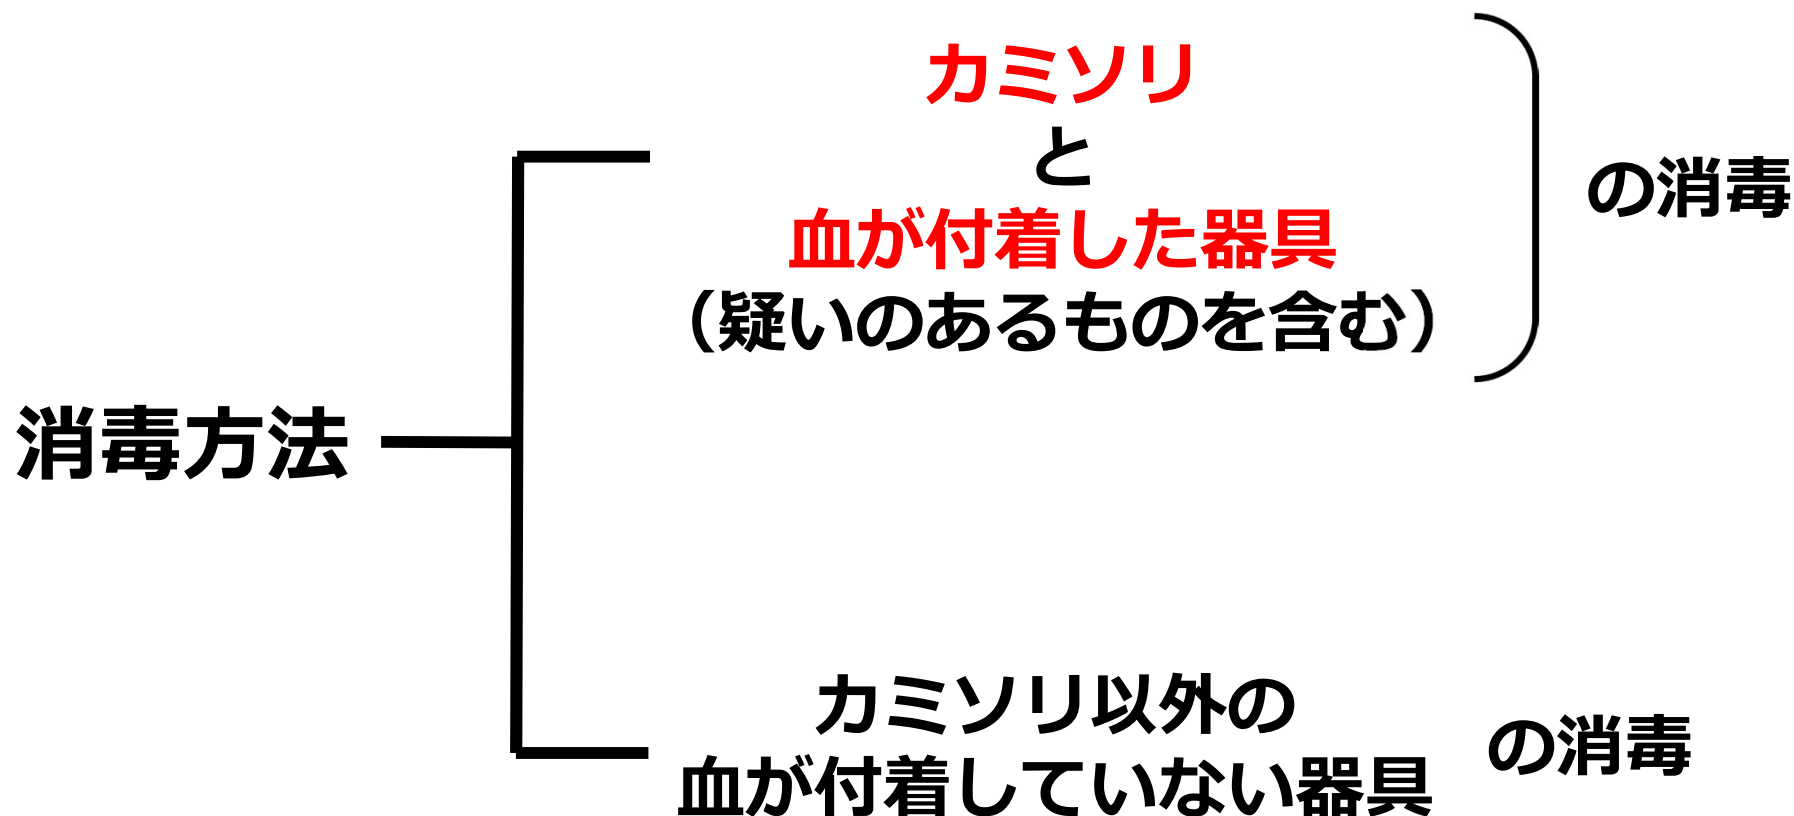 カミソリ
と
血が付着した器具
（疑いのあるものを含む）
の消毒
消毒方法
カミソリ以外の
血が付着していない器具
の消毒